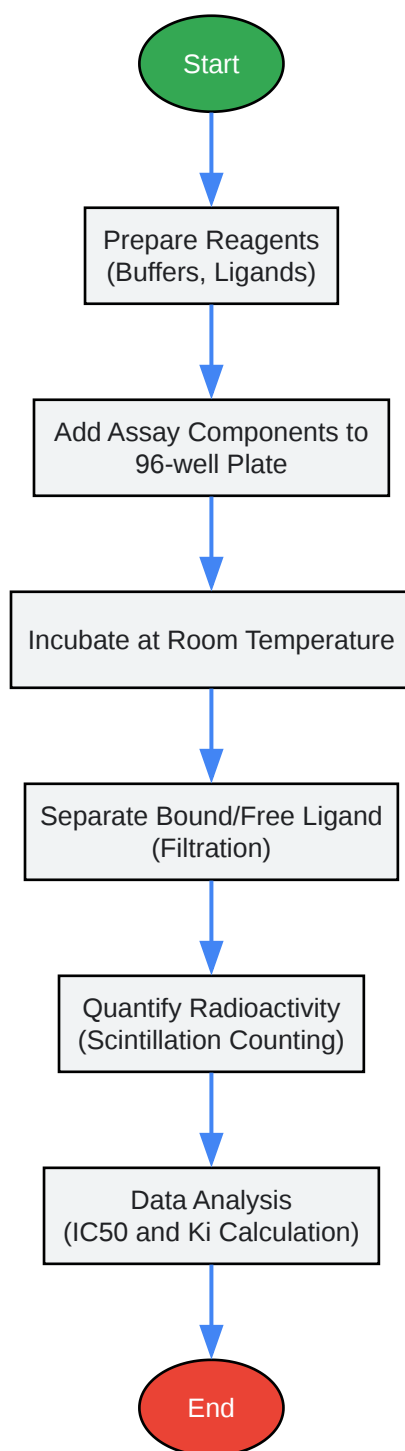 Start
Prepare Reagents
(Buffers, Ligands)
Add Assay Components to
96-well Plate
Incubate at Room Temperature
Separate Bound/Free Ligand
(Filtration)
Quantify Radioactivity
(Scintillation Counting)
Data Analysis
(IC50 and Ki Calculation)
End